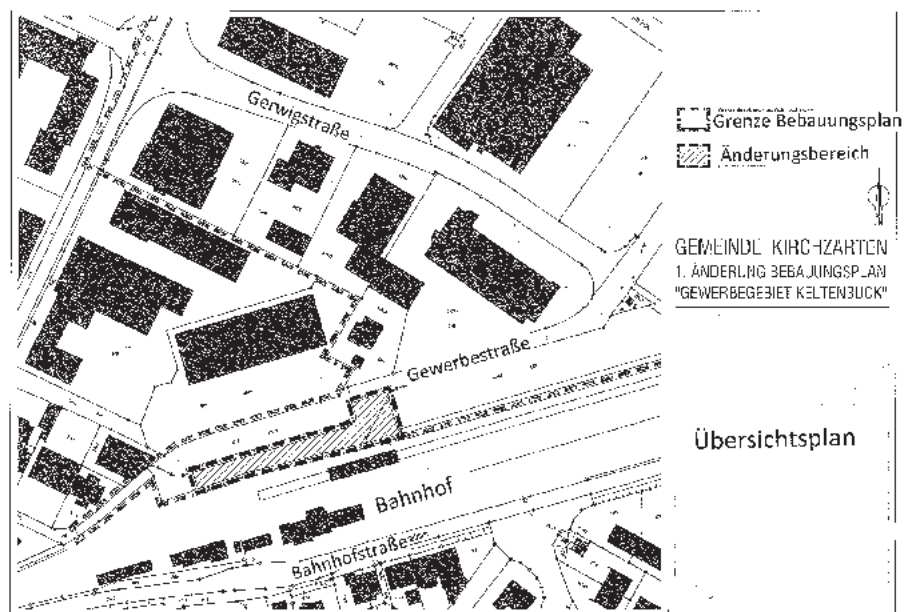 Gerwigstraße
Grenze Bebauungsplan
Änderungsbereich
GEMEINDE KIRCHZARTEN
1. ÄNDERUNG BEBAUUNGSPLAN
"GEWERBEGEBIET KELTENBUCK"
Gewerbestraße
Übersichtsplan
Bahnhof
Bahnhofstraße